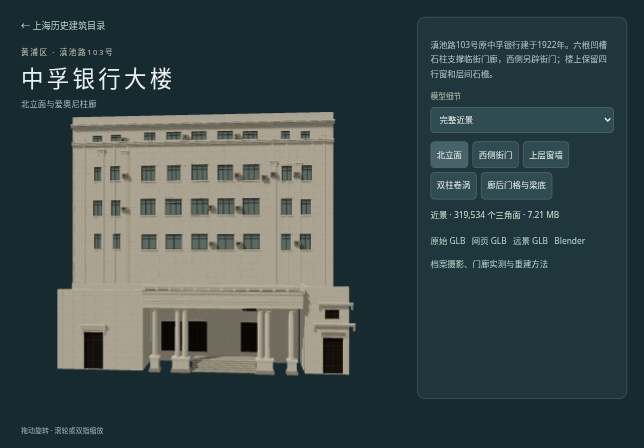 ← 上海历史建筑目录
黄浦区 · 滇池路103号
中孚银行大楼
北立面与爱奥尼柱廊
滇池路103号原中孚银行建于1922年。六根凹槽
石柱支撑临街门廊，西侧另辟街门；楼上保留四
行窗和层间石檐。
模型细节
完整近景
北立面 西侧街门 上层窗墙
双柱卷涡 廊后门格与梁底
近景 · 319,534 个三角面 · 7.21 MB
原始 GLB 网页 GLB 远景 GLB Blender
档案摄影、门廊实测与重建方法
拖动旋转 · 滚轮或双指缩放